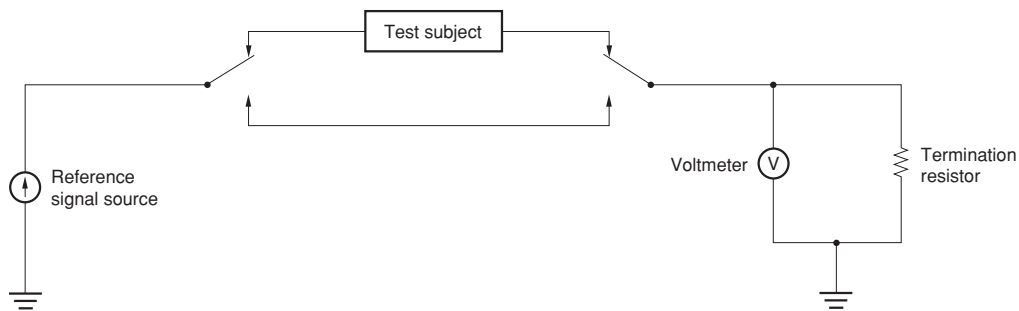 Test subject
Reference
signal source
Voltmeter
V
Termination
resistor